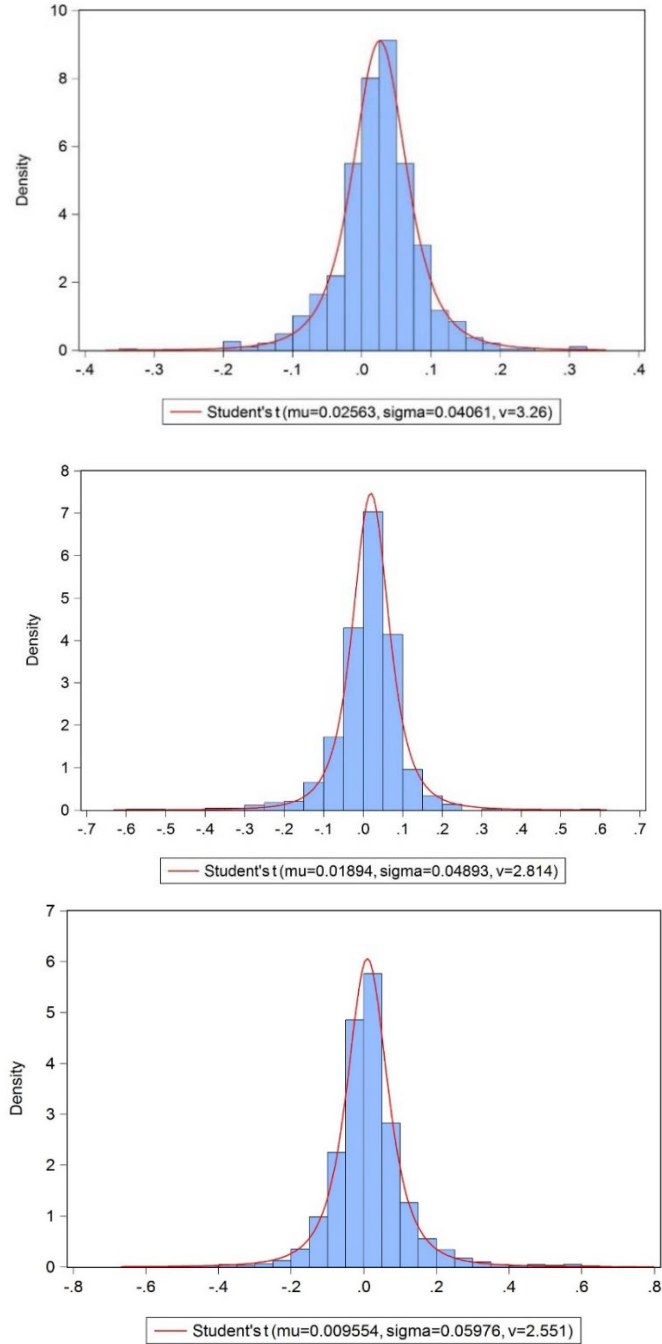 10
8
6
4
2
0
Density
-.4 -.3 -.2 -.1 .0 .1 .2 .3 .4
Student's t (mu=0.02563, sigma=0.04061, v=3.26)
8
7
6
5
4
3
2
1
0
Density
-.7 -.6 -.5 -.4 -.3 -.2 -.1 .0 .1 .2 .3 .4 .5 .6 .7
Student's t (mu=0.01894, sigma=0.04893, v=2.814)
7
6
5
4
3
2
1
0
Density
-.8 -.6 -.4 -.2 .0 .2 .4 .6 .8
Student's t (mu=0.009554, sigma=0.05976, v=2.551)